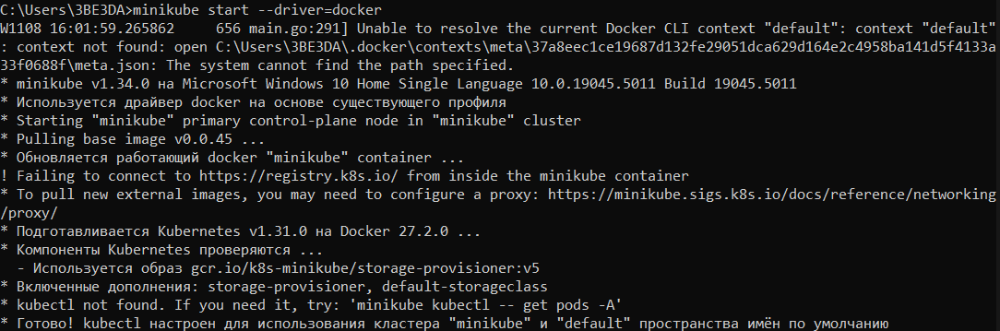 C:\Users\3BE3DA>minikube start --driver=docker
W1108 16:01:59.265862     656 main.go:291] Unable to resolve the current Docker CLI context "default": context "default"
: context not found: open C:\Users\3BE3DA\.docker\contexts\meta\37a8eec1ce19687d132fe29051dca629d164e2c4958ba141d5f4133a
33f0688f\meta.json: The system cannot find the path specified.
* minikube v1.34.0 на Microsoft Windows 10 Home Single Language 10.0.19045.5011 Build 19045.5011
* Используется драйвер docker на основе существующего профиля
* Starting "minikube" primary control-plane node in "minikube" cluster
* Pulling base image v0.0.45 ...
* Обновляется работающий docker "minikube" container ...
! Failing to connect to https://registry.k8s.io/ from inside the minikube container
* To pull new external images, you may need to configure a proxy: https://minikube.sigs.k8s.io/docs/reference/networking
/proxy/
* Подготавливается Kubernetes v1.31.0 на Docker 27.2.0 ...
* Компоненты Kubernetes проверяются ...
  - Используется образ gcr.io/k8s-minikube/storage-provisioner:v5
* Включенные дополнения: storage-provisioner, default-storageclass
* kubectl not found. If you need it, try: 'minikube kubectl -- get pods -A'
* Готово! kubectl настроен для использования кластера "minikube" и "default" пространства имён по умолчанию